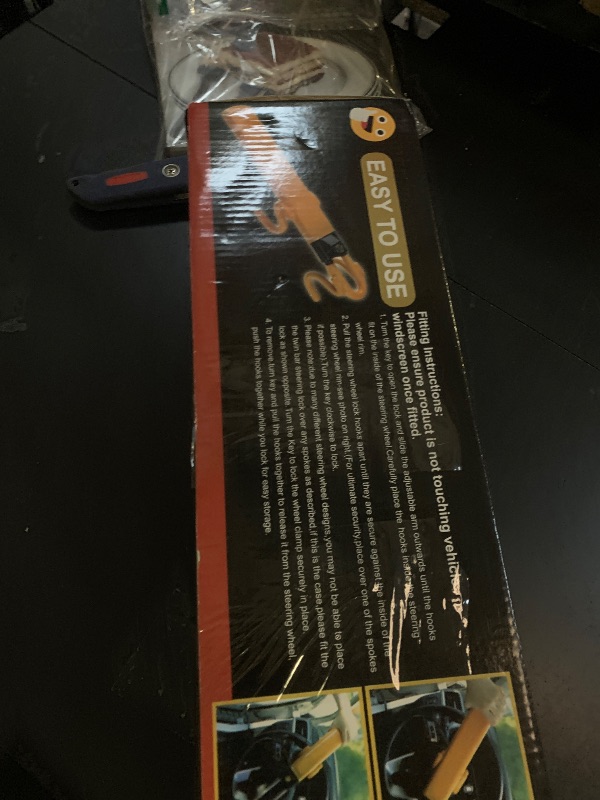 EASY TO USE
Fitting Instructions:
Please ensure product is not touching vehicles
windscreen once fitted.
1. Turn the key to open the lock and slide the adjustable arm outwards until the hooks
fit on the inside of the steering wheel.Carefully place the hooks inside the steering
wheel rim.
2. Pull the steering wheel lock hooks apart until they are secure against the inside of the
steering wheel rim-see photo on right.(For ultimate security,place over one of the spokes
if possible).Turn the key clockwise to lock.
3. Please note:due to many different steering wheel designs,you may not be able te place
the twin bar steering lock over any spokes as described,if this is the case,please fit the
lock as shown opposite.Turn the Key to lock the wheel clamp securely in place.
4. To remove,turn key and pull the hooks together to release it from the steering wheel,
push the hooks together while you lock for easy storage.